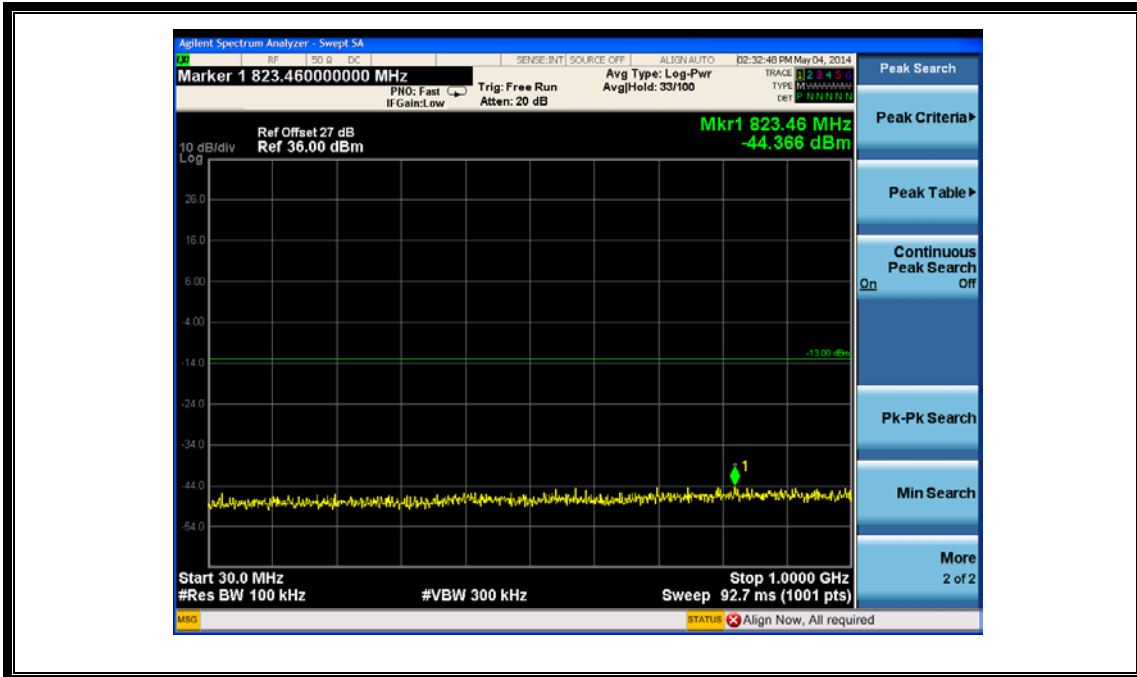 Agilent Spectrum Analyzer - Swept SA
LXI RF 50 Ω DC SENSE:INT SOURCE OFF ALIGN AUTO 02:32:48 PM May 04, 2014
Marker 1 823.460000000 MHz
PNO: Fast
IFGain:Low
Trig: Free Run
Atten: 20 dB
Avg Type: Log-Pwr
Avg|Hold: 33/100
TRACE 1 2 3 4 5 6
TYPE M
DET P N N N N N
Mkr1 823.46 MHz
-44.366 dBm
Ref Offset 27 dB
10 dB/div Ref 36.00 dBm
Log
26.0
16.0
6.00
-4.00
-13.00 dBm
-14.0
-24.0
-34.0
1
-44.0
-54.0
Start 30.0 MHz Stop 1.0000 GHz
#Res BW 100 kHz #VBW 300 kHz Sweep 92.7 ms (1001 pts)
MSG STATUS Align Now, All required
Peak Search
Peak Criteria
Peak Table
Continuous
Peak Search
On Off
Pk-Pk Search
Min Search
More
2 of 2